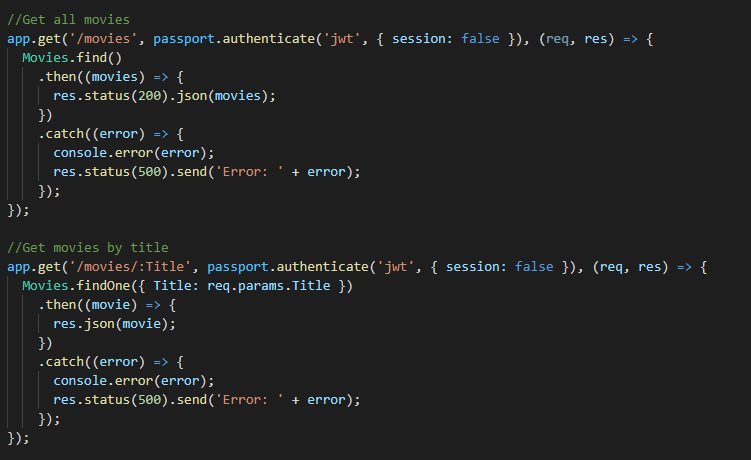 //Get all movies
app.get('/movies', passport.authenticate('jwt', { session: false }), (req, res) => {
  Movies.find()
    .then((movies) => {
      res.status(200).json(movies);
    })
    .catch((error) => {
      console.error(error);
      res.status(500).send('Error: ' + error);
    });
});

//Get movies by title
app.get('/movies/:Title', passport.authenticate('jwt', { session: false }), (req, res) => {
  Movies.findOne({ Title: req.params.Title })
    .then((movie) => {
      res.json(movie);
    })
    .catch((error) => {
      console.error(error);
      res.status(500).send('Error: ' + error);
    });
});